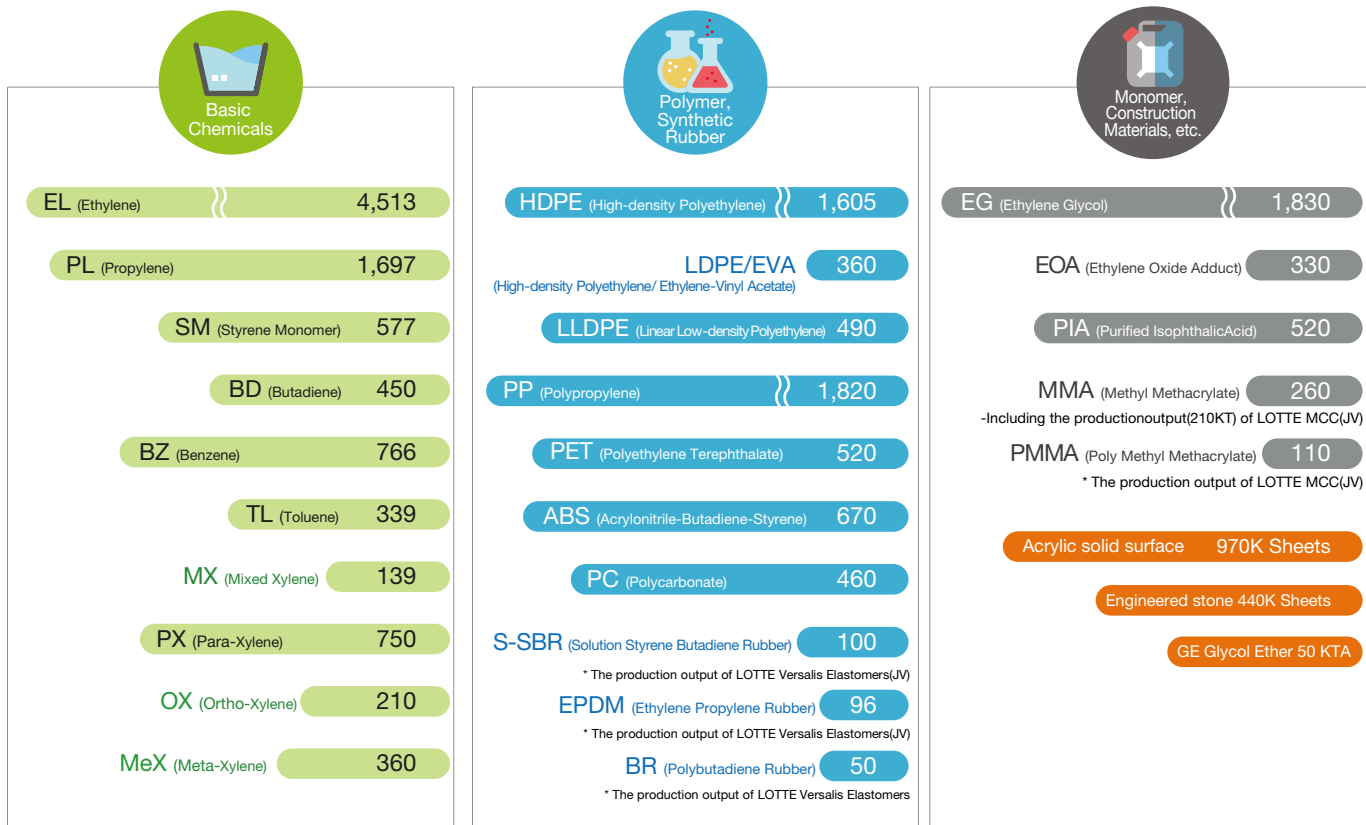 Basic
Chemicals
EL (Ethylene) 4,513
PL (Propylene) 1,697
SM (Styrene Monomer) 577
BD (Butadiene) 450
BZ (Benzene) 766
TL (Toluene) 339
MX (Mixed Xylene) 139
PX (Para-Xylene) 750
OX (Ortho-Xylene) 210
MeX (Meta-Xylene) 360
Polymer,
Synthetic
Rubber
HDPE (High-density Polyethylene) 1,605
LDPE/EVA 360
(High-density Polyethylene/ Ethylene-Vinyl Acetate)
LLDPE (Linear Low-density Polyethylene) 490
PP (Polypropylene) 1,820
PET (Polyethylene Terephthalate) 520
ABS (Acrylonitrile-Butadiene-Styrene) 670
PC (Polycarbonate) 460
S-SBR (Solution Styrene Butadiene Rubber) 100
* The production output of LOTTE Versalis Elastomers(JV)
EPDM (Ethylene Propylene Rubber) 96
* The production output of LOTTE Versalis Elastomers(JV)
BR (Polybutadiene Rubber) 50
* The production output of LOTTE Versalis Elastomers
Monomer,
Construction
Materials, etc.
EG (Ethylene Glycol) 1,830
EOA (Ethylene Oxide Adduct) 330
PIA (Purified IsophthalicAcid) 520
MMA (Methyl Methacrylate) 260
-Including the productionoutput(210KT) of LOTTE MCC(JV)
PMMA (Poly Methyl Methacrylate) 110
* The production output of LOTTE MCC(JV)
Acrylic solid surface 970K Sheets
Engineered stone 440K Sheets
GE Glycol Ether 50 KTA